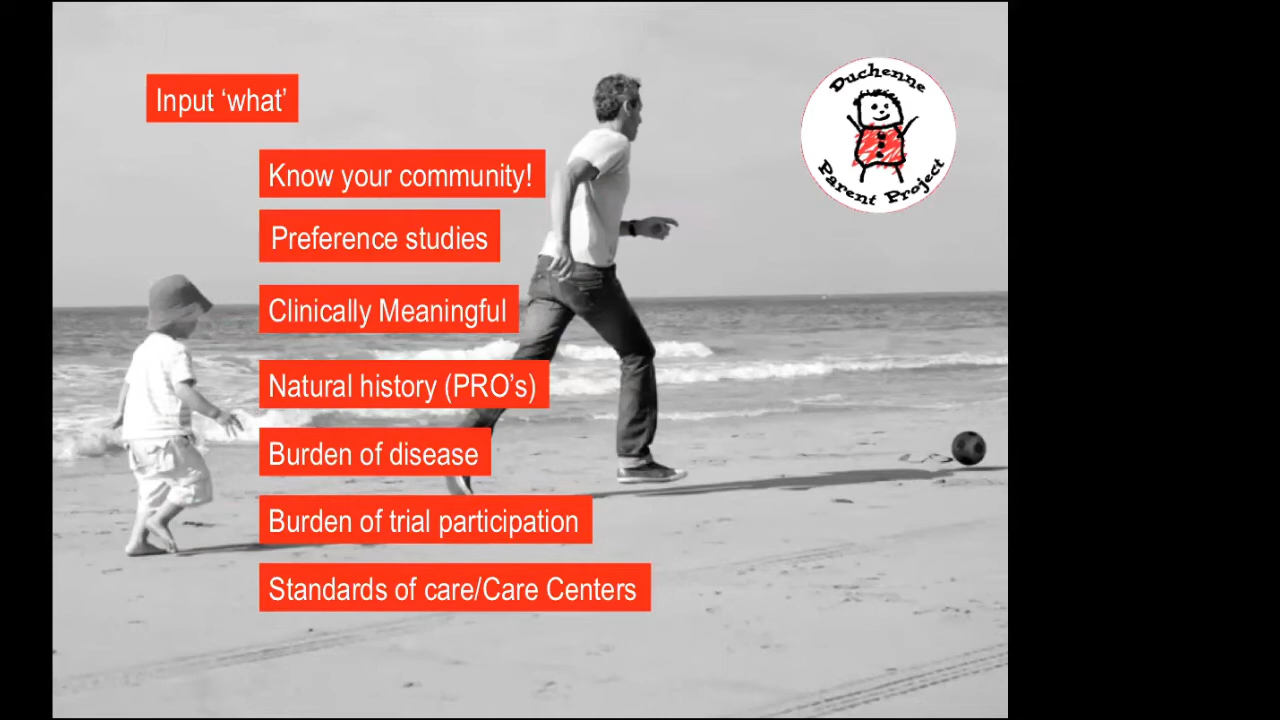 Input ‘what’
Duchenne
Parent Project
Know your community!
Preference studies
Clinically Meaningful
Natural history (PRO’s)
Burden of disease
Burden of trial participation
Standards of care/Care Centers